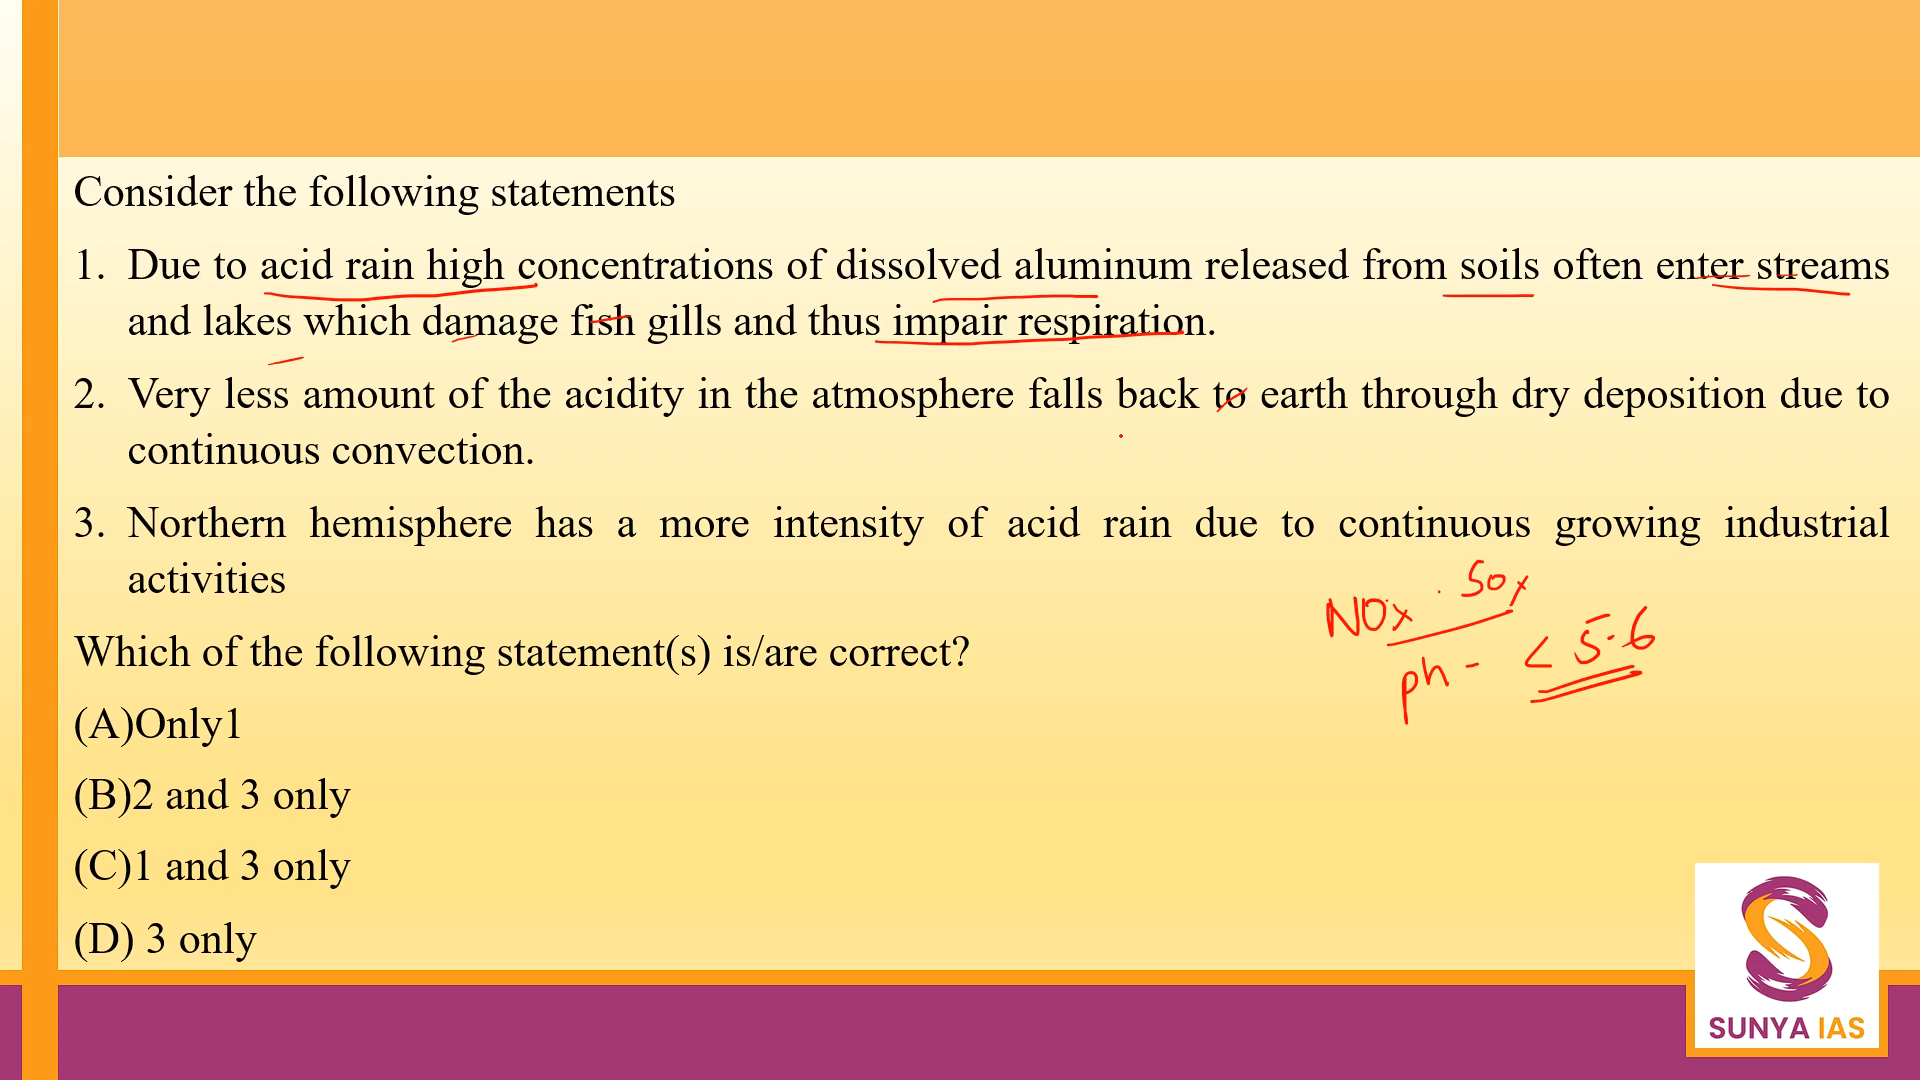 Consider the following statements
1. Due to acid rain high concentrations of dissolved aluminum released from soils often enter streams
and lakes which damage fish gills and thus impair respiration.
2. Very less amount of the acidity in the atmosphere falls back to earth through dry deposition due to
continuous convection.
3. Northern hemisphere has a more intensity of acid rain due to continuous growing industrial
activities
NOx . SOx
Which of the following statement(s) is/are correct?
ph - < 5.6
(A)Only1
(B)2 and 3 only
(C)1 and 3 only
(D) 3 only
SUNYA IAS